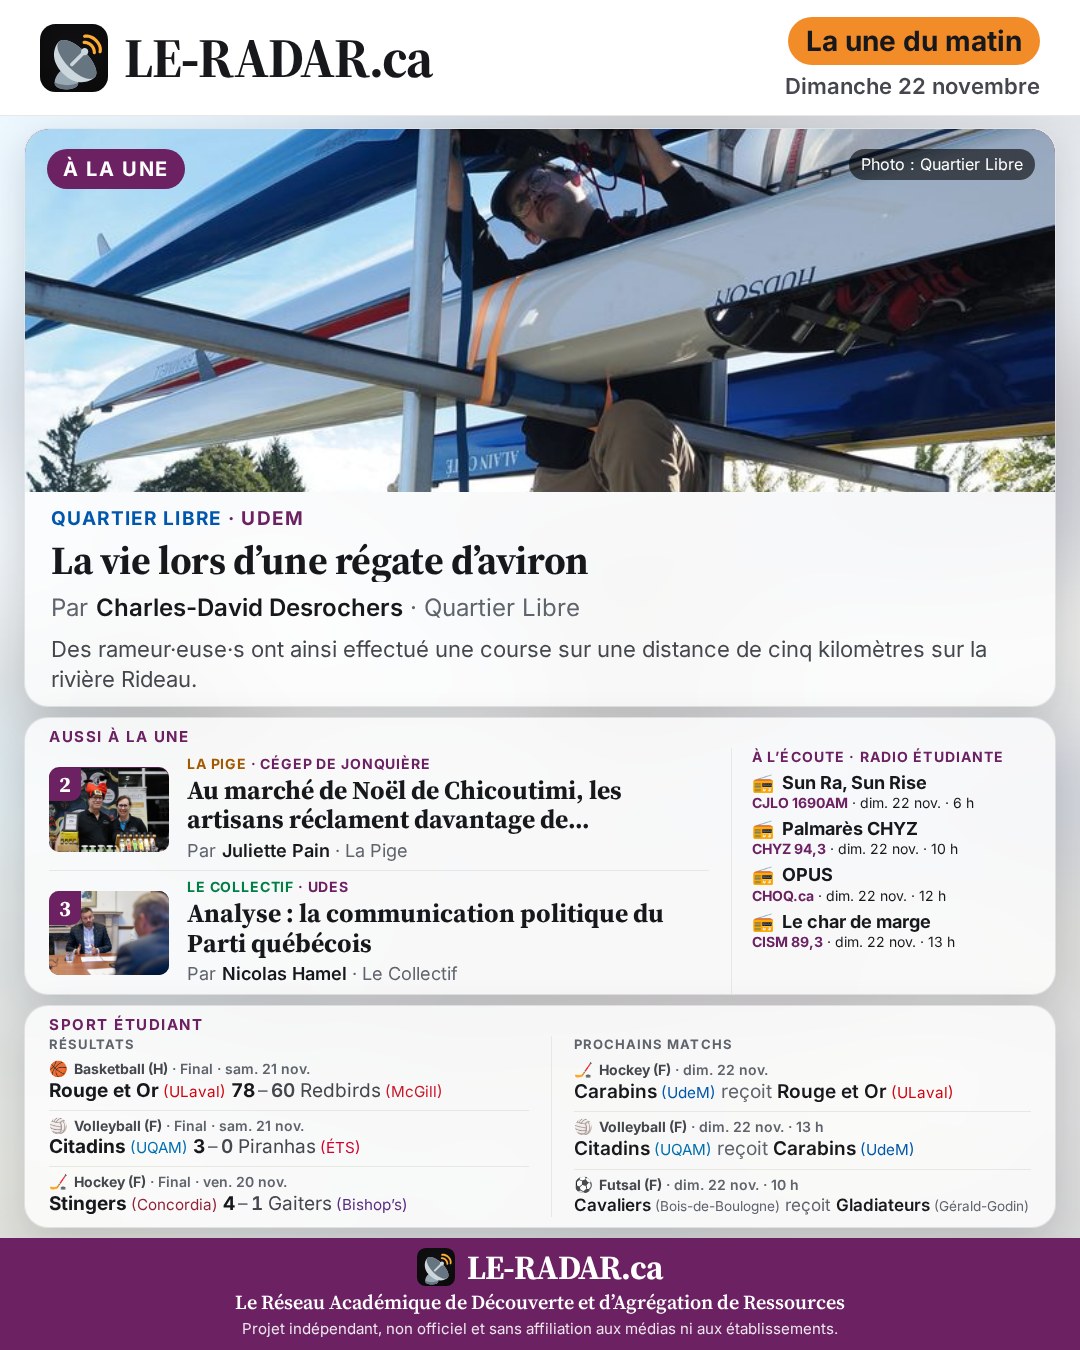 LE-RADAR.ca
La une du matin
Dimanche 22 novembre
À LA UNE
Photo : Quartier Libre
HUDSON
ALAIN CÔTÉ
QUARTIER LIBRE · UDEM
La vie lors d’une régate d’aviron
Par Charles-David Desrochers · Quartier Libre
Des rameur·euse·s ont ainsi effectué une course sur une distance de cinq kilomètres sur la
rivière Rideau.
AUSSI À LA UNE
2
LA PIGE · CÉGEP DE JONQUIÈRE
Au marché de Noël de Chicoutimi, les
artisans réclament davantage de…
Par Juliette Pain · La Pige
3
LE COLLECTIF · UDES
Analyse : la communication politique du
Parti québécois
Par Nicolas Hamel · Le Collectif
À L’ÉCOUTE · RADIO ÉTUDIANTE
Sun Ra, Sun Rise
CJLO 1690AM · dim. 22 nov. · 6 h
Palmarès CHYZ
CHYZ 94,3 · dim. 22 nov. · 10 h
OPUS
CHOQ.ca · dim. 22 nov. · 12 h
Le char de marge
CISM 89,3 · dim. 22 nov. · 13 h
SPORT ÉTUDIANT
RÉSULTATS
Basketball (H) · Final · sam. 21 nov.
Rouge et Or (ULaval) 78 – 60 Redbirds (McGill)
Volleyball (F) · Final · sam. 21 nov.
Citadins (UQAM) 3 – 0 Piranhas (ÉTS)
Hockey (F) · Final · ven. 20 nov.
Stingers (Concordia) 4 – 1 Gaiters (Bishop’s)
PROCHAINS MATCHS
Hockey (F) · dim. 22 nov.
Carabins (UdeM) reçoit Rouge et Or (ULaval)
Volleyball (F) · dim. 22 nov. · 13 h
Citadins (UQAM) reçoit Carabins (UdeM)
Futsal (F) · dim. 22 nov. · 10 h
Cavaliers (Bois-de-Boulogne) reçoit Gladiateurs (Gérald-Godin)
LE-RADAR.ca
Le Réseau Académique de Découverte et d’Agrégation de Ressources
Projet indépendant, non officiel et sans affiliation aux médias ni aux établissements.